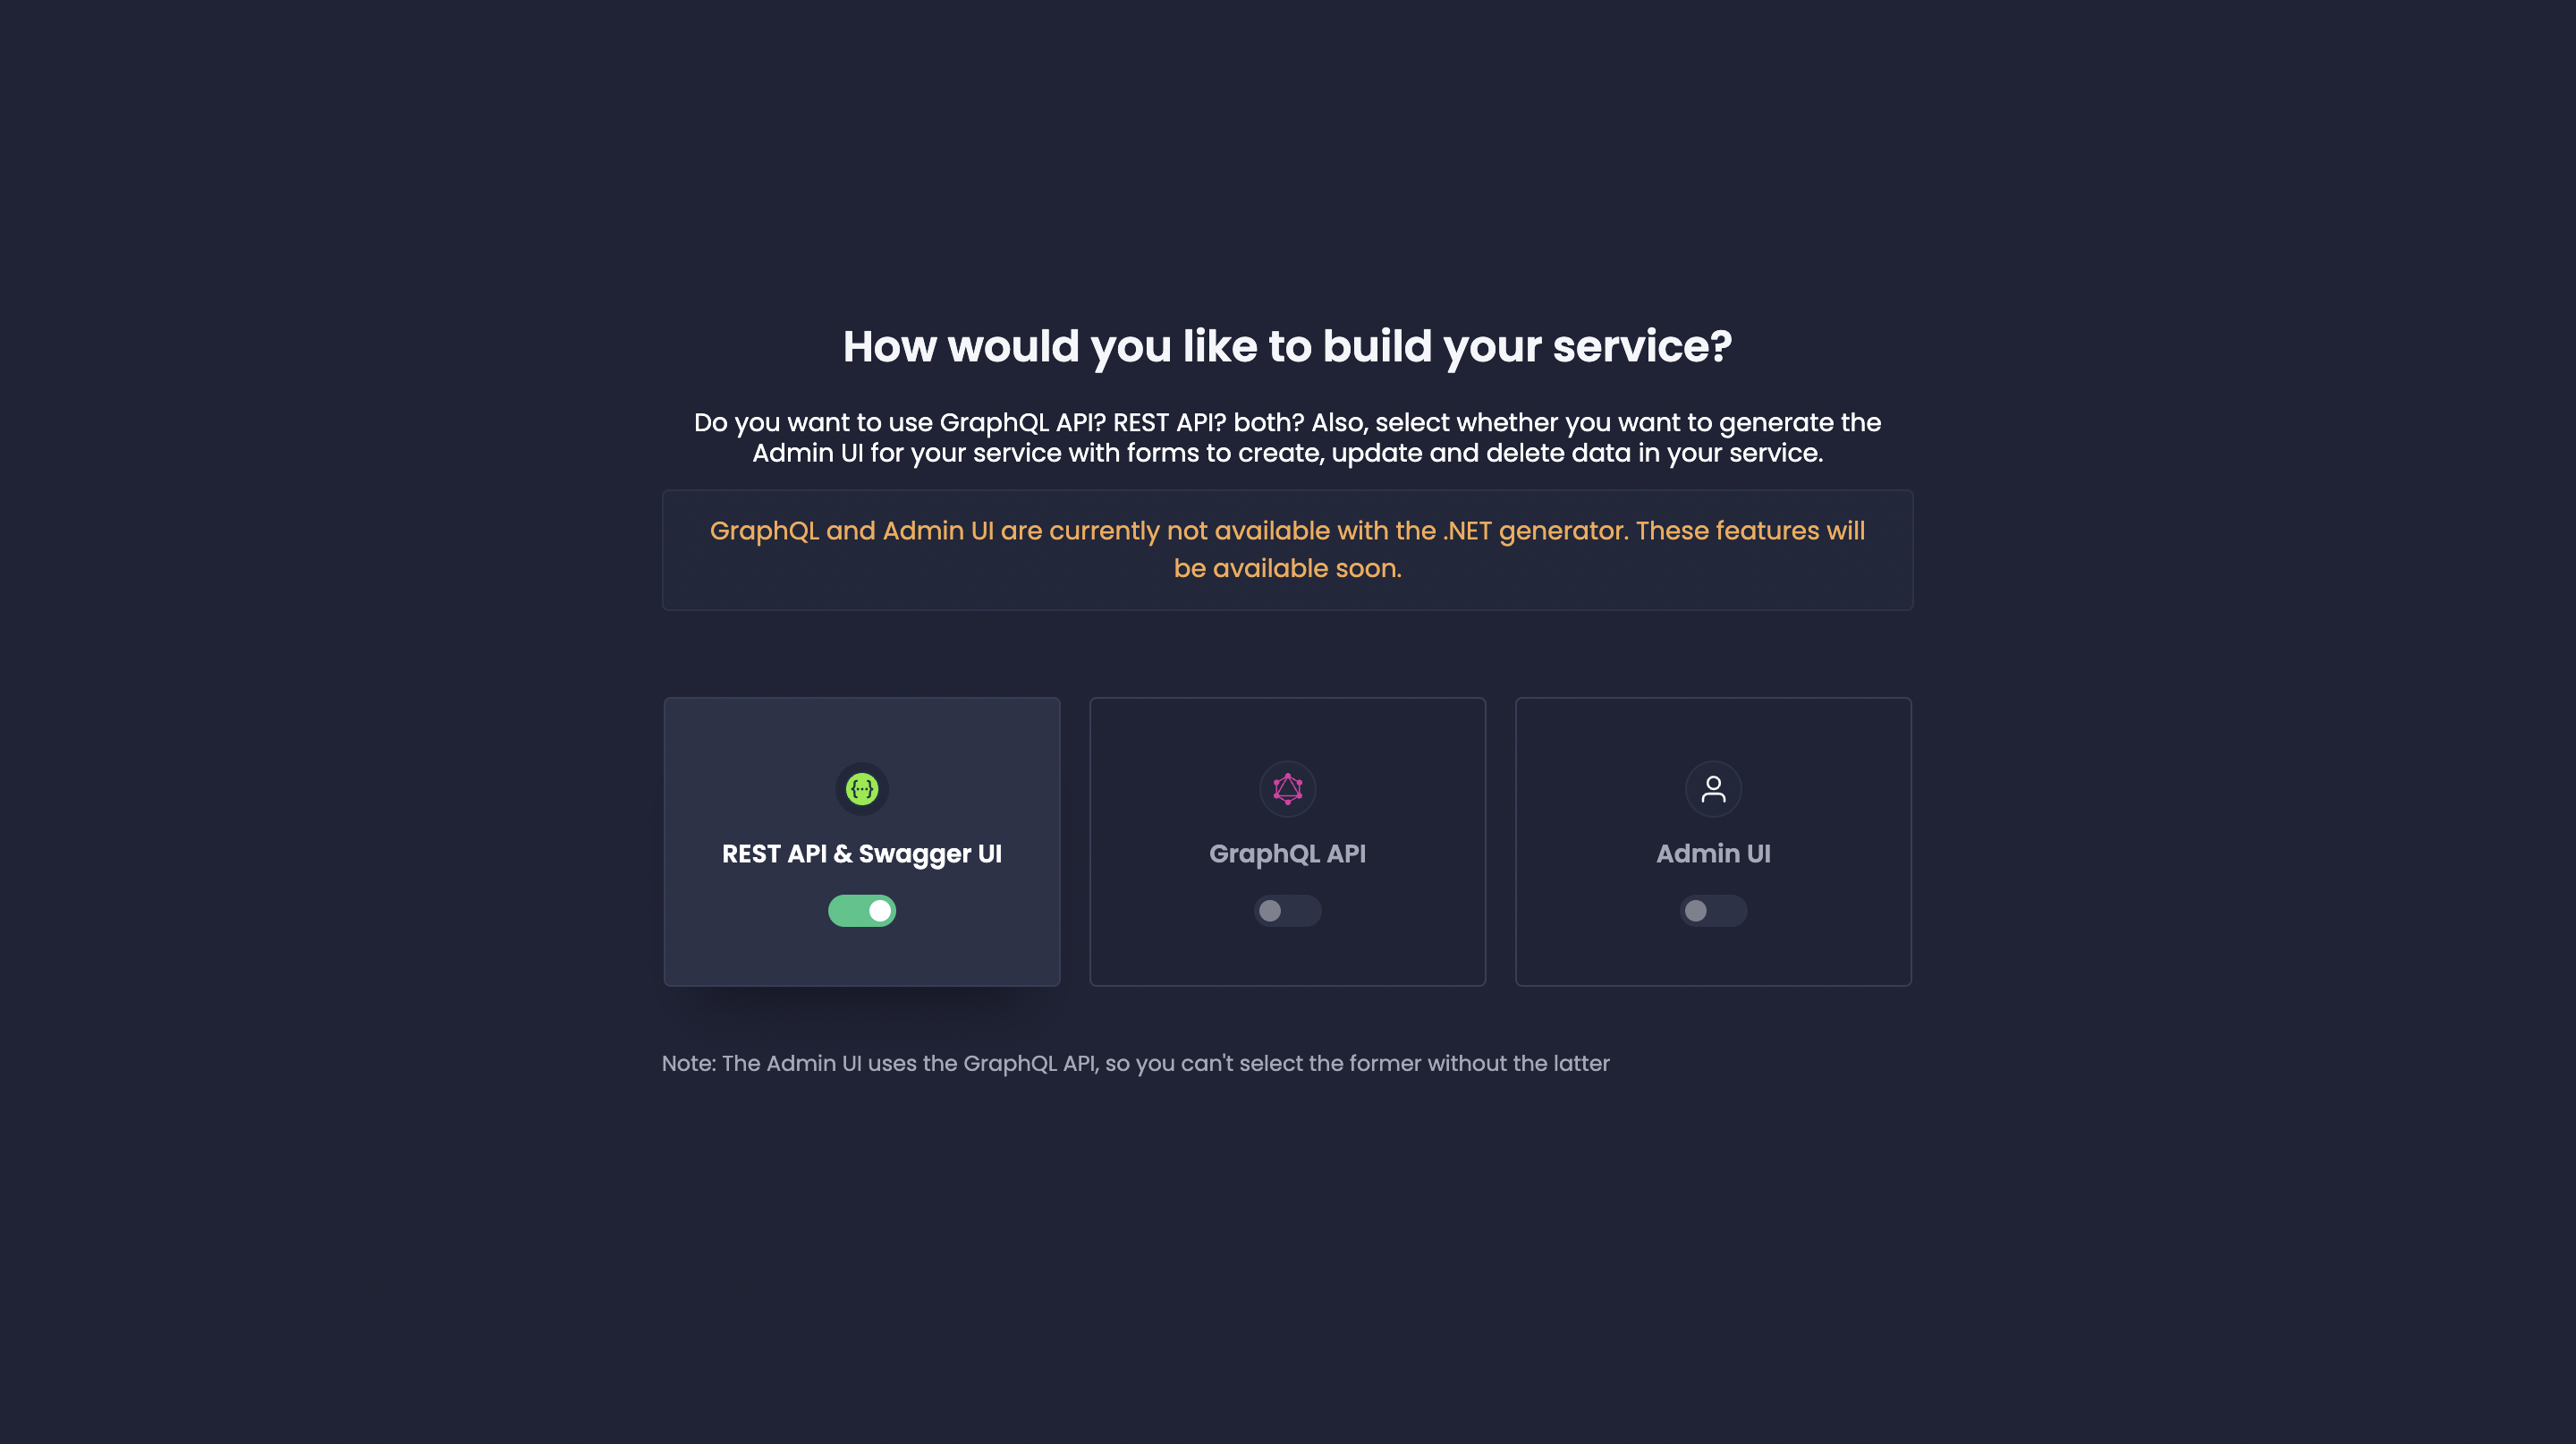 How would you like to build your service?
Do you want to use GraphQL API? REST API? both? Also, select whether you want to generate the
Admin UI for your service with forms to create, update and delete data in your service.
GraphQL and Admin UI are currently not available with the .NET generator. These features will
be available soon.
REST API & Swagger UI
GraphQL API
Admin UI
Note: The Admin UI uses the GraphQL API, so you can't select the former without the latter